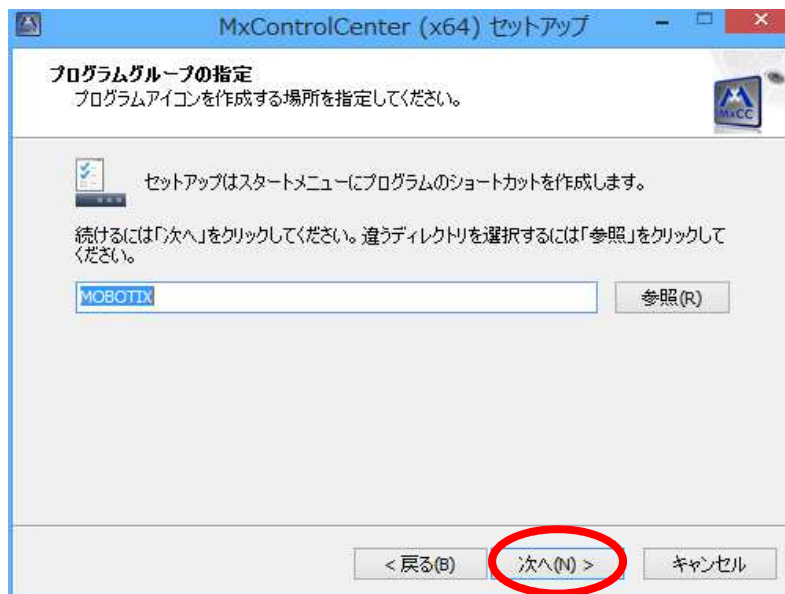 MxControlCenter (x64) セットアップ
プログラムグループの指定
プログラムアイコンを作成する場所を指定してください。
MxCC
セットアップはスタートメニューにプログラムのショートカットを作成します。
続けるには「次へ」をクリックしてください。違うディレクトリを選択するには「参照」をクリックして
ください。
MOBOTIX
参照(R)
< 戻る(B)
次へ(N) >
キャンセル